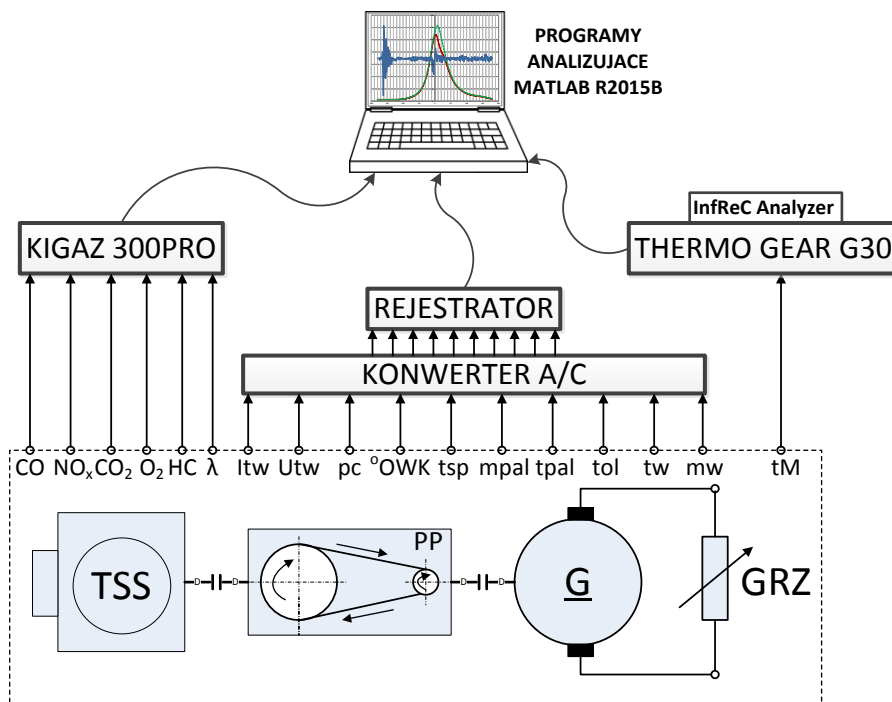 PROGRAMY
ANALIZUJACE
MATLAB R2015B
InfReC Analyzer
KIGAZ 300PRO
THERMO GEAR G30
REJESTRATOR
KONWERTER A/C
CO NOₓ CO₂ O₂ HC λ Itw Utw pc °OWK tsp mpal tpal tol tw mw tM
PP
TSS
D D
D D
G
GRZ